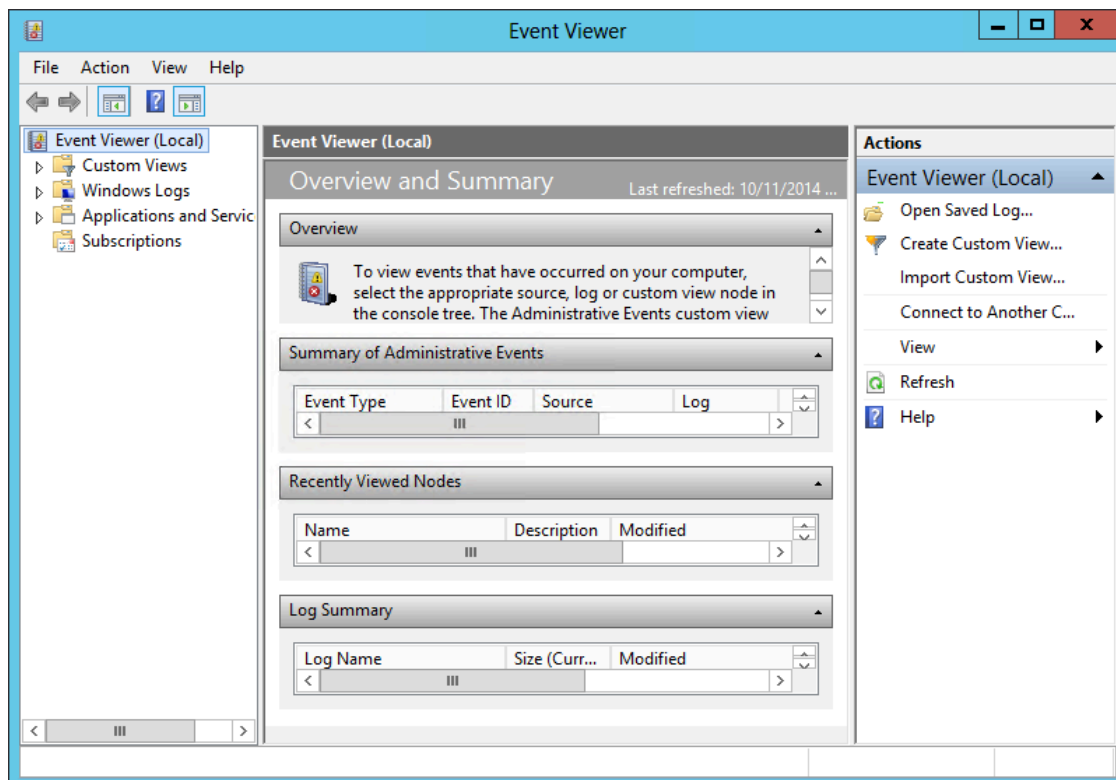 Event Viewer
File Action View Help
Event Viewer (Local)
Custom Views
Windows Logs
Applications and Servic
Subscriptions
Event Viewer (Local)
Overview and Summary
Last refreshed: 10/11/2014 ...
Overview
To view events that have occurred on your computer,
select the appropriate source, log or custom view node in
the console tree. The Administrative Events custom view
Summary of Administrative Events
Event Type Event ID Source Log
Recently Viewed Nodes
Name Description Modified
Log Summary
Log Name Size (Curr... Modified
Actions
Event Viewer (Local)
Open Saved Log...
Create Custom View...
Import Custom View...
Connect to Another C...
View
Refresh
Help